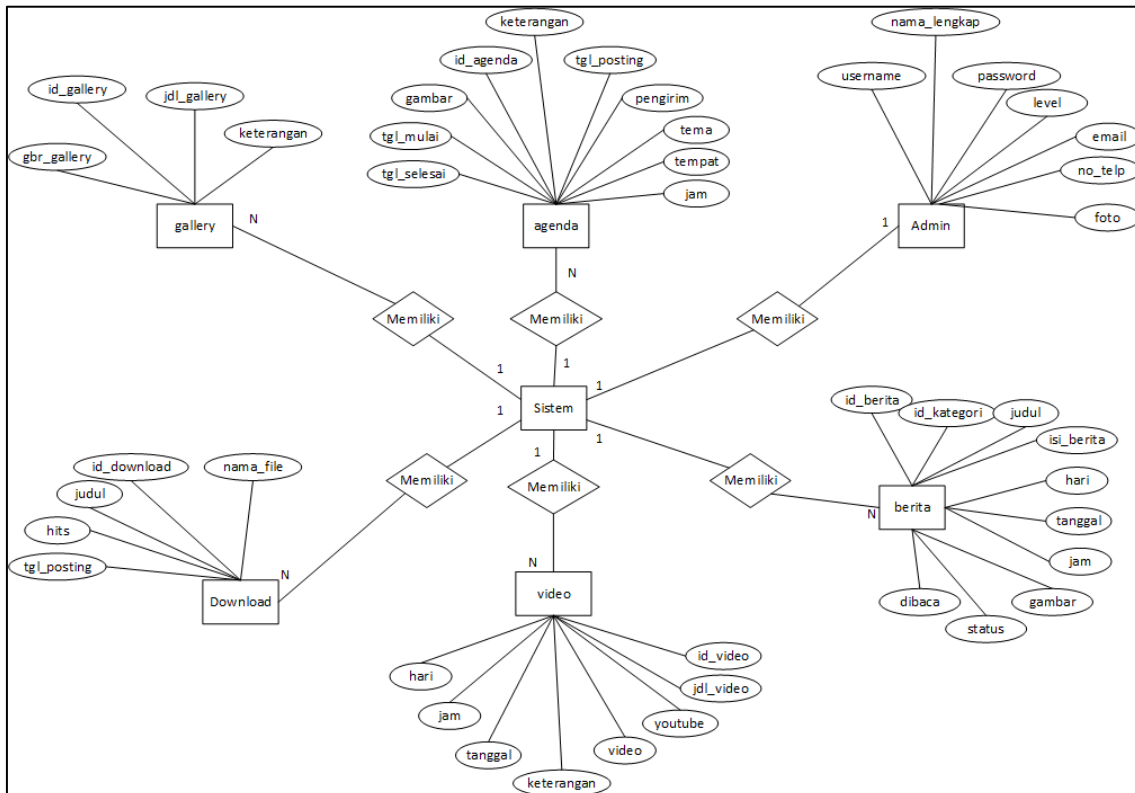 keterangan
nama_lengkap
id_agenda
tgl_posting
username
password
id_gallery
jdl_gallery
gambar
pengirim
level
keterangan
tgl_mulai
tema
email
gbr_gallery
tgl_selesai
tempat
no_telp
jam
foto
gallery
N
agenda
1
Admin
N
Memiliki
Memiliki
Memiliki
1
1
1
Sistem
1
1
1
id_berita
id_kategori
judul
isi_berita
id_download
nama_file
Memiliki
Memiliki
Memiliki
hari
judul
berita
N
tanggal
hits
tgl_posting
N
N
jam
Download
video
dibaca
gambar
status
id_video
hari
jdl_video
jam
youtube
tanggal
video
keterangan